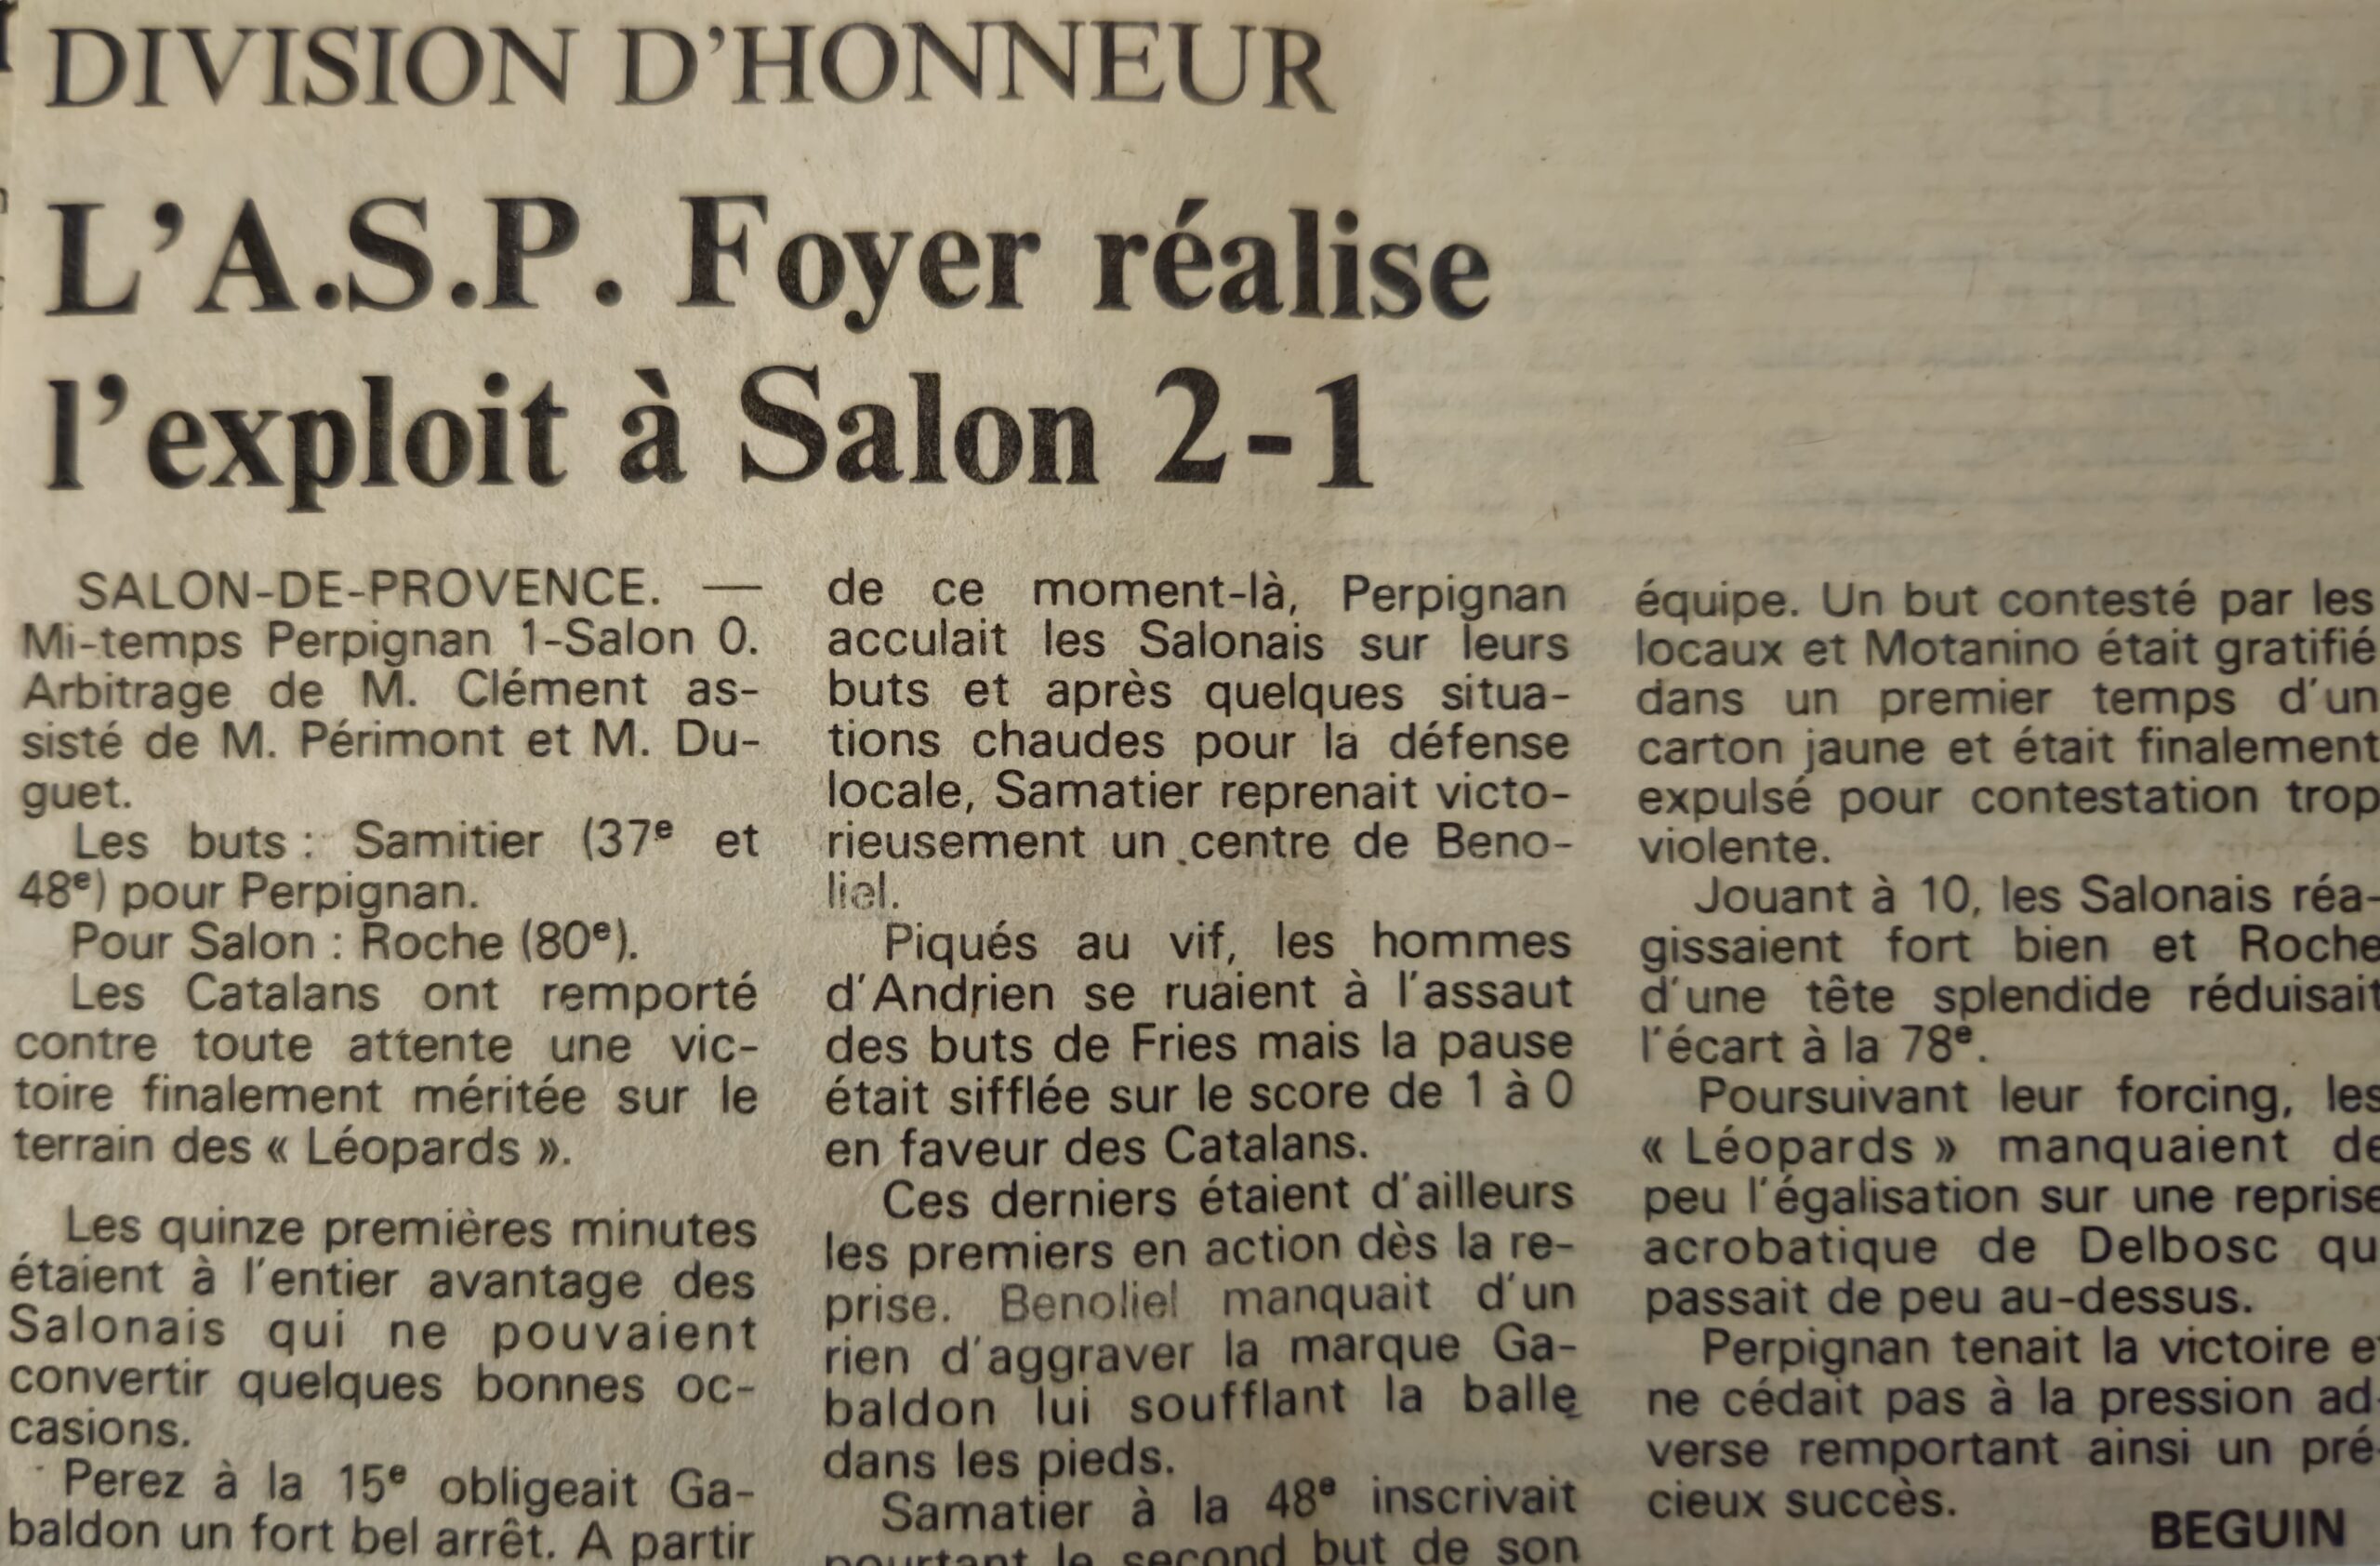 DIVISION D'HONNEUR
L'A.S.P. Foyer réalise
l'exploit à Salon 2-1
SALON-DE-PROVENCE. —
Mi-temps Perpignan 1-Salon 0.
Arbitrage de M. Clément as-
sisté de M. Périmont et M. Du-
guet.
Les buts : Samitier (37e et
48e) pour Perpignan.
Pour Salon : Roche (80e).
Les Catalans ont remporté
contre toute attente une vic-
toire finalement méritée sur le
terrain des « Léopards ».
Les quinze premières minutes
étaient à l'entier avantage des
Salonais qui ne pouvaient
convertir quelques bonnes oc-
casions.
Perez à la 15e obligeait Ga-
baldon un fort bel arrêt. A partir
de ce moment-là, Perpignan
acculait les Salonais sur leurs
buts et après quelques situa-
tions chaudes pour la défense
locale, Samatier reprenait victo-
rieusement un centre de Beno-
liel.
Piqués au vif, les hommes
d'Andrien se ruaient à l'assaut
des buts de Fries mais la pause
était sifflée sur le score de 1 à 0
en faveur des Catalans.
Ces derniers étaient d'ailleurs
les premiers en action dès la re-
prise. Benoliel manquait d'un
rien d'aggraver la marque Ga-
baldon lui soufflant la balle
dans les pieds.
Samatier à la 48e inscrivait
pourtant le second but de son
équipe. Un but contesté par les
locaux et Motanino était gratifié
dans un premier temps d'un
carton jaune et était finalement
expulsé pour contestation trop
violente.
Jouant à 10, les Salonais réa-
gissaient fort bien et Roche
d'une tête splendide réduisait
l'écart à la 78e.
Poursuivant leur forcing, les
« Léopards » manquaient de
peu l'égalisation sur une reprise
acrobatique de Delbosc qu
passait de peu au-dessus.
Perpignan tenait la victoire e
ne cédait pas à la pression ad-
verse remportant ainsi un pré-
cieux succès.
BEGUIN